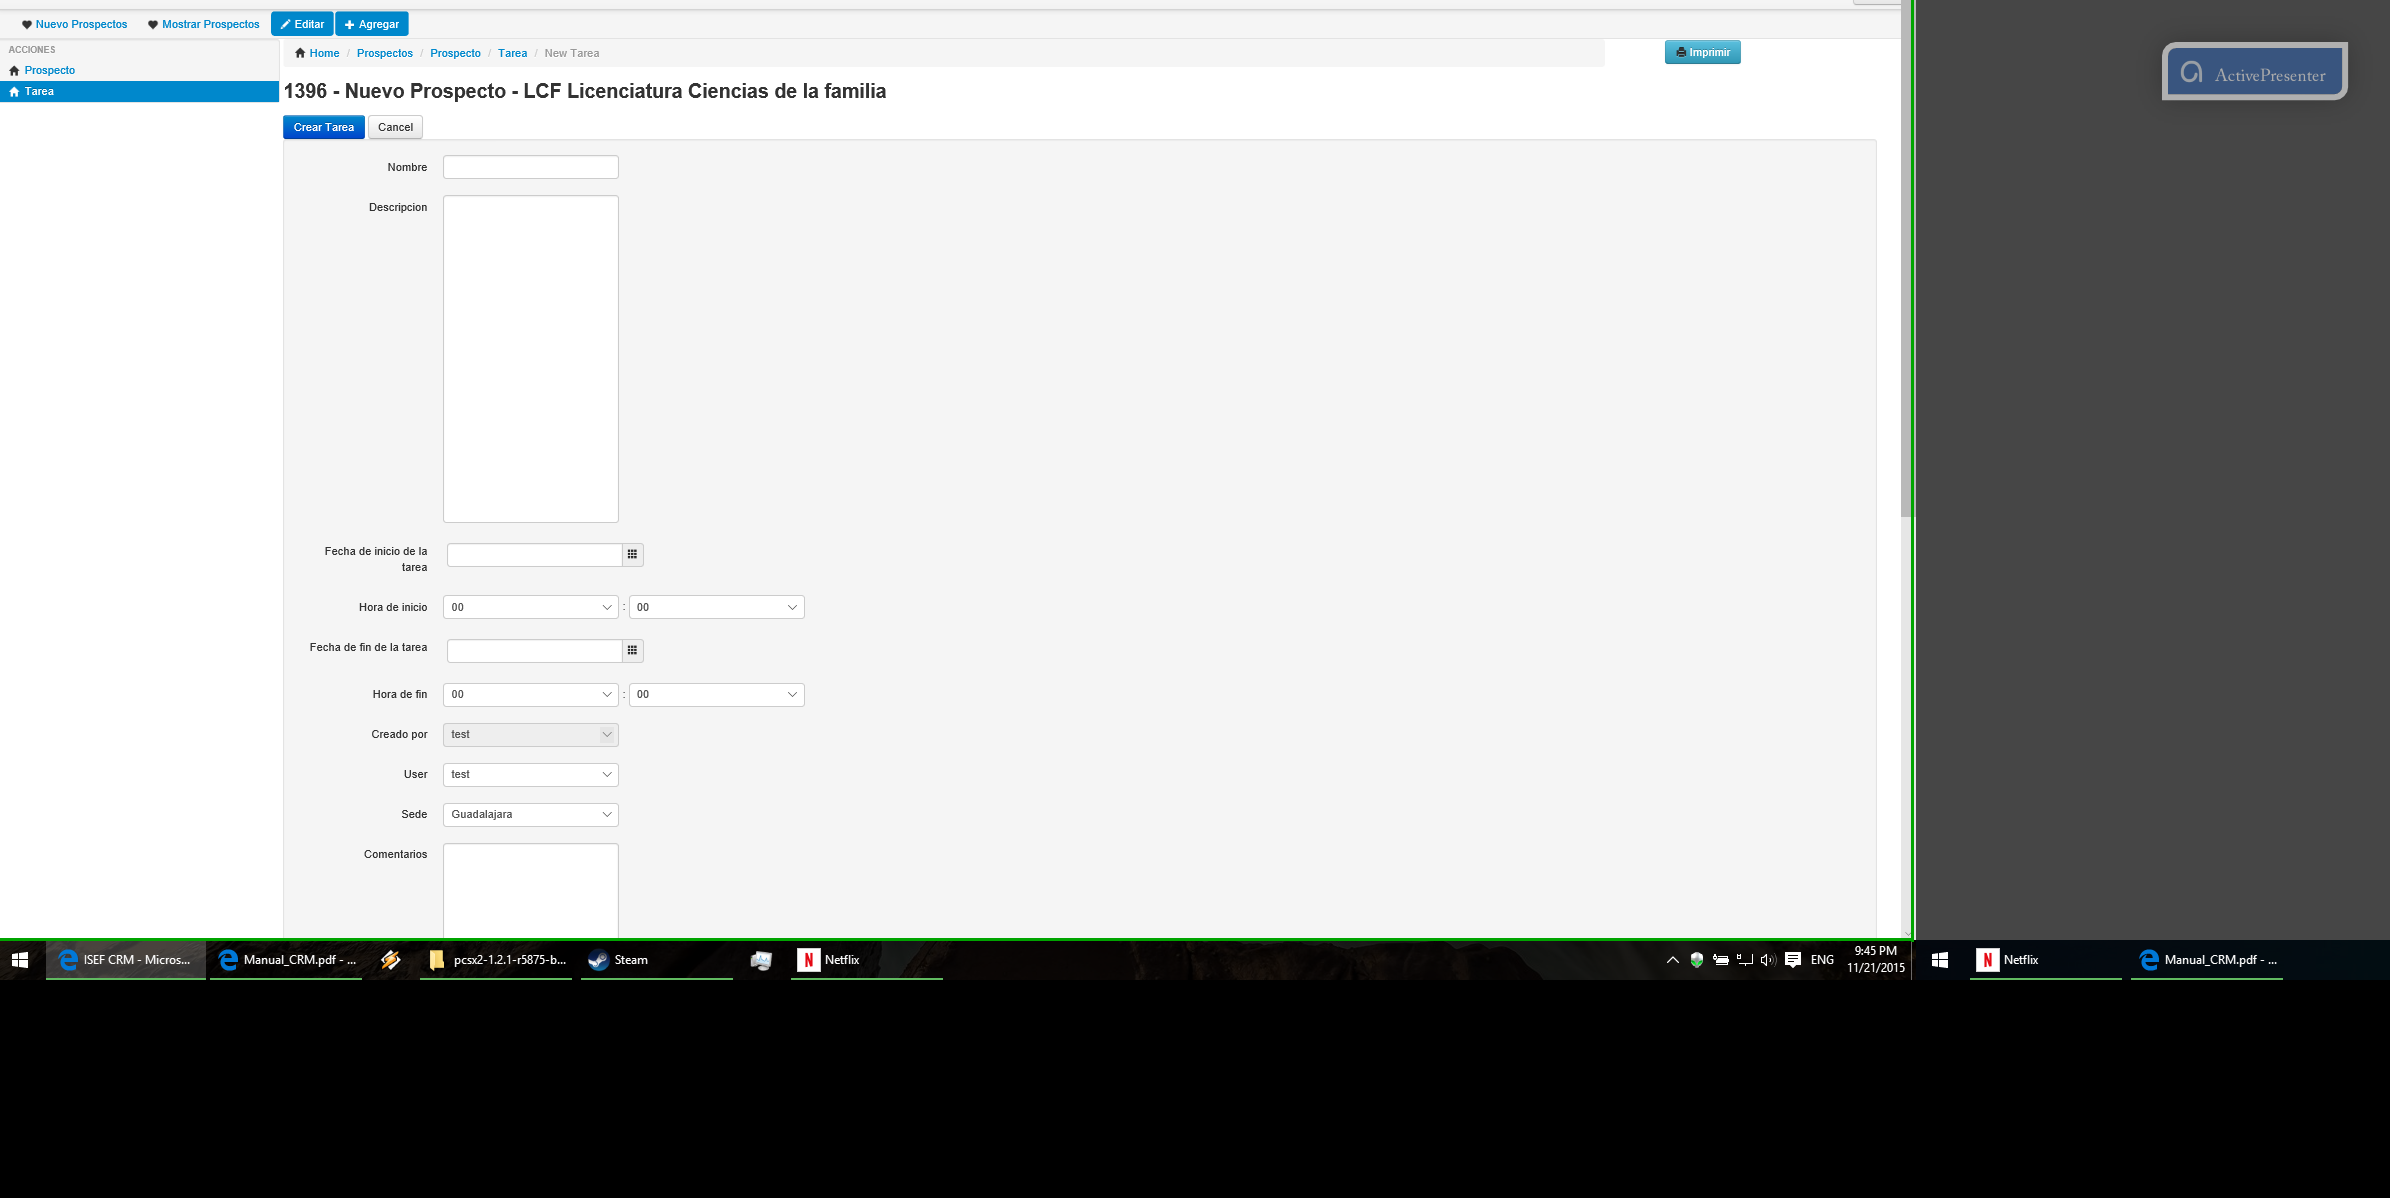 Nuevo Prospectos Mostrar Prospectos Editar Agregar
ACCIONES
Prospecto
Tarea
Home / Prospectos / Prospecto / Tarea / New Tarea
Imprimir
1396 - Nuevo Prospecto - LCF Licenciatura Ciencias de la familia
Crear Tarea Cancel
Nombre
Descripcion
Fecha de inicio de la
tarea
Hora de inicio 00 : 00
Fecha de fin de la tarea
Hora de fin 00 : 00
Creado por test
User test
Sede Guadalajara
Comentarios
ActivePresenter
ISEF CRM - Micros... Manual_CRM.pdf - ... pcsx2-1.2.1-r5875-b... Steam N Netflix
ENG
9:45 PM
11/21/2015
N Netflix Manual_CRM.pdf - ...